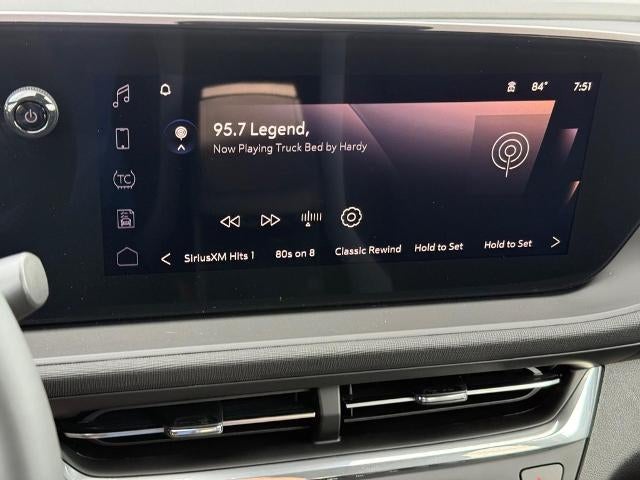 84° 7:51
95.7 Legend,
Now Playing Truck Bed by Hardy
TC
SiriusXM Hits 1 80s on 8 Classic Rewind Hold to Set Hold to Set